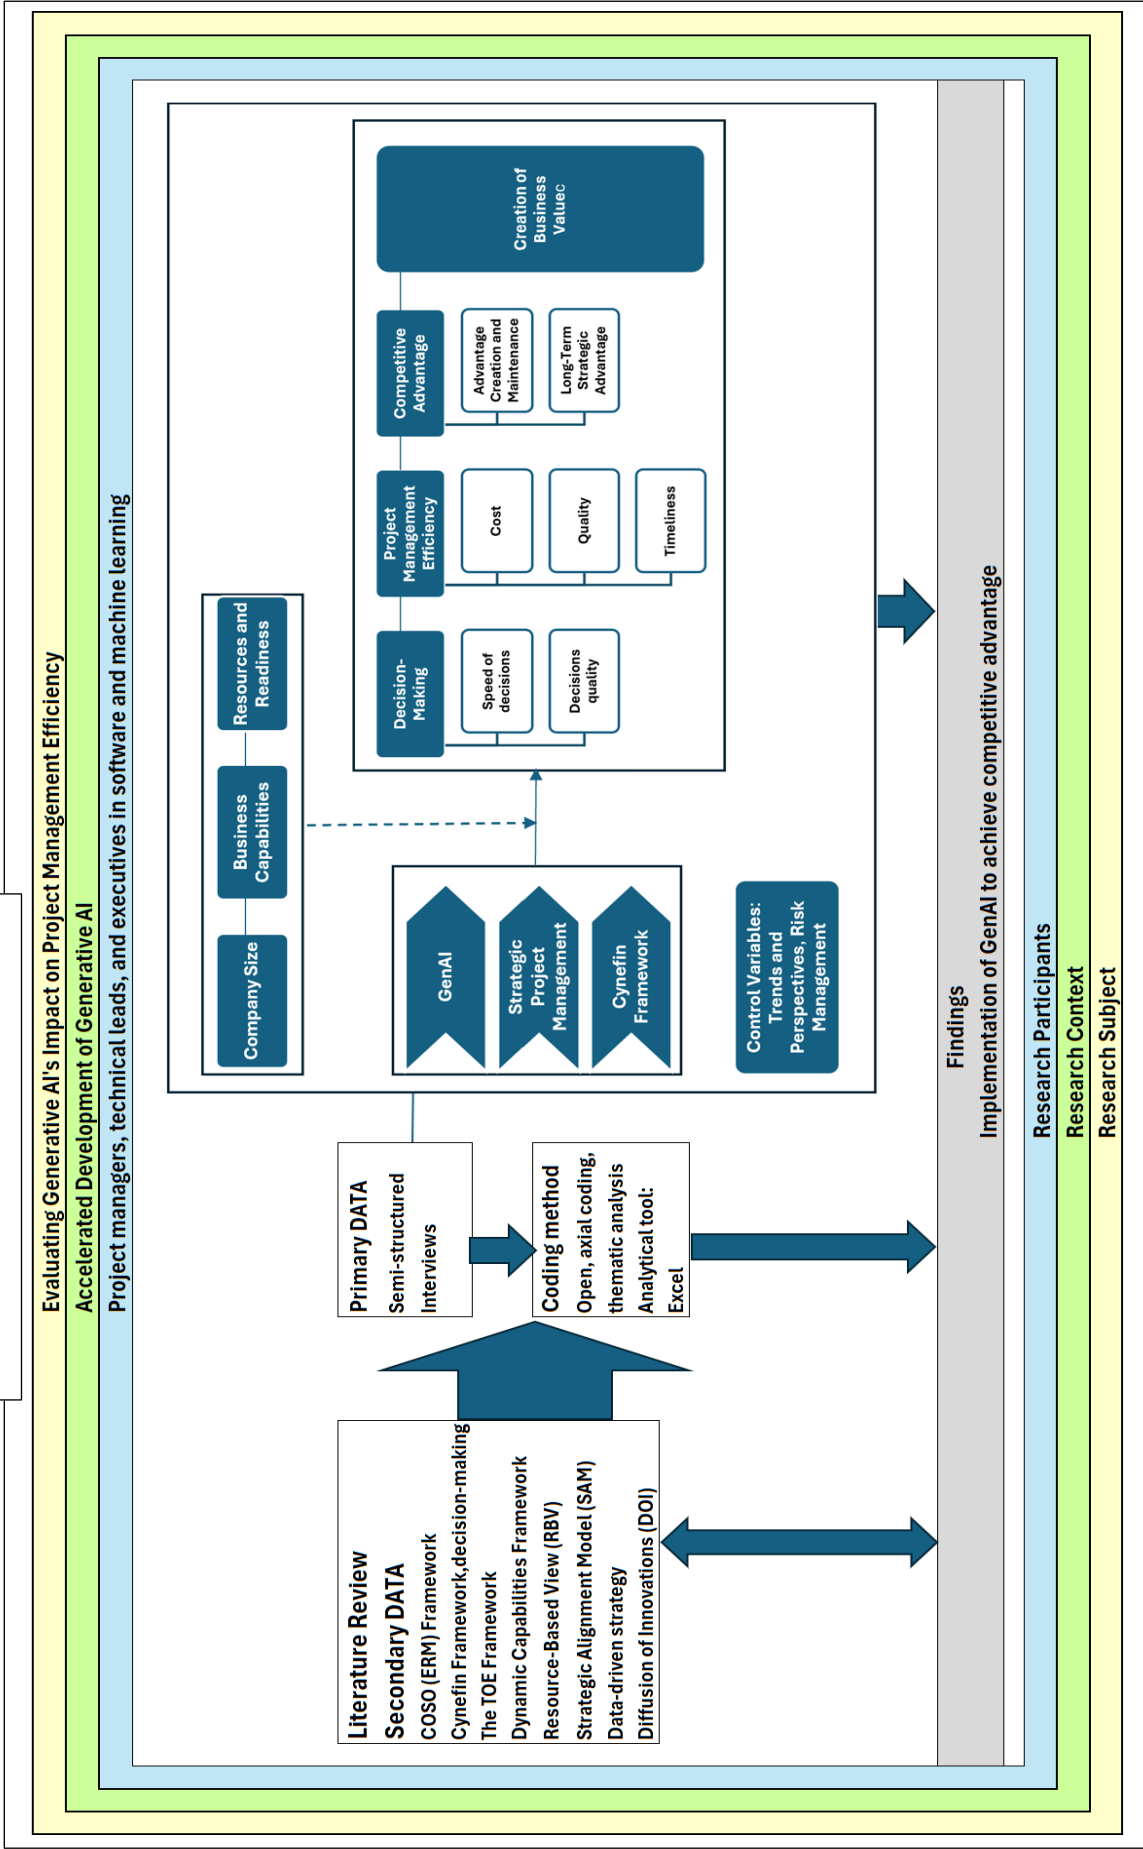 Evaluating Generative AI's Impact on Project Management Efficiency
Accelerated Development of Generative AI
Project managers, technical leads, and executives in software and machine learning
Literature Review
Secondary DATA
COSO (ERM) Framework
Cynefin Framework,decision-making
The TOE Framework
Dynamic Capabilities Framework
Resource-Based View (RBV)
Strategic Alignment Model (SAM)
Data-driven strategy
Diffusion of Innovations (DOI)
Primary DATA
Semi-structured
Interviews
Coding method
Open, axial coding,
thematic analysis
Analytical tool:
Excel
Company Size
Business
Capabilities
Resources and
Readiness
GenAI
Strategic
Project
Management
Cynefin
Framework
Control Variables:
Trends and
Perspectives, Risk
Management
Decision-
Making
Speed of
decisions
Decisions
quality
Project
Management
Efficiency
Cost
Quality
Timeliness
Competitive
Advantage
Advantage
Creation and
Maintenance
Long-Term
Strategic
Advantage
Creation of
Business
Valuec
Findings
Implementation of GenAI to achieve competitive advantage
Research Participants
Research Context
Research Subject